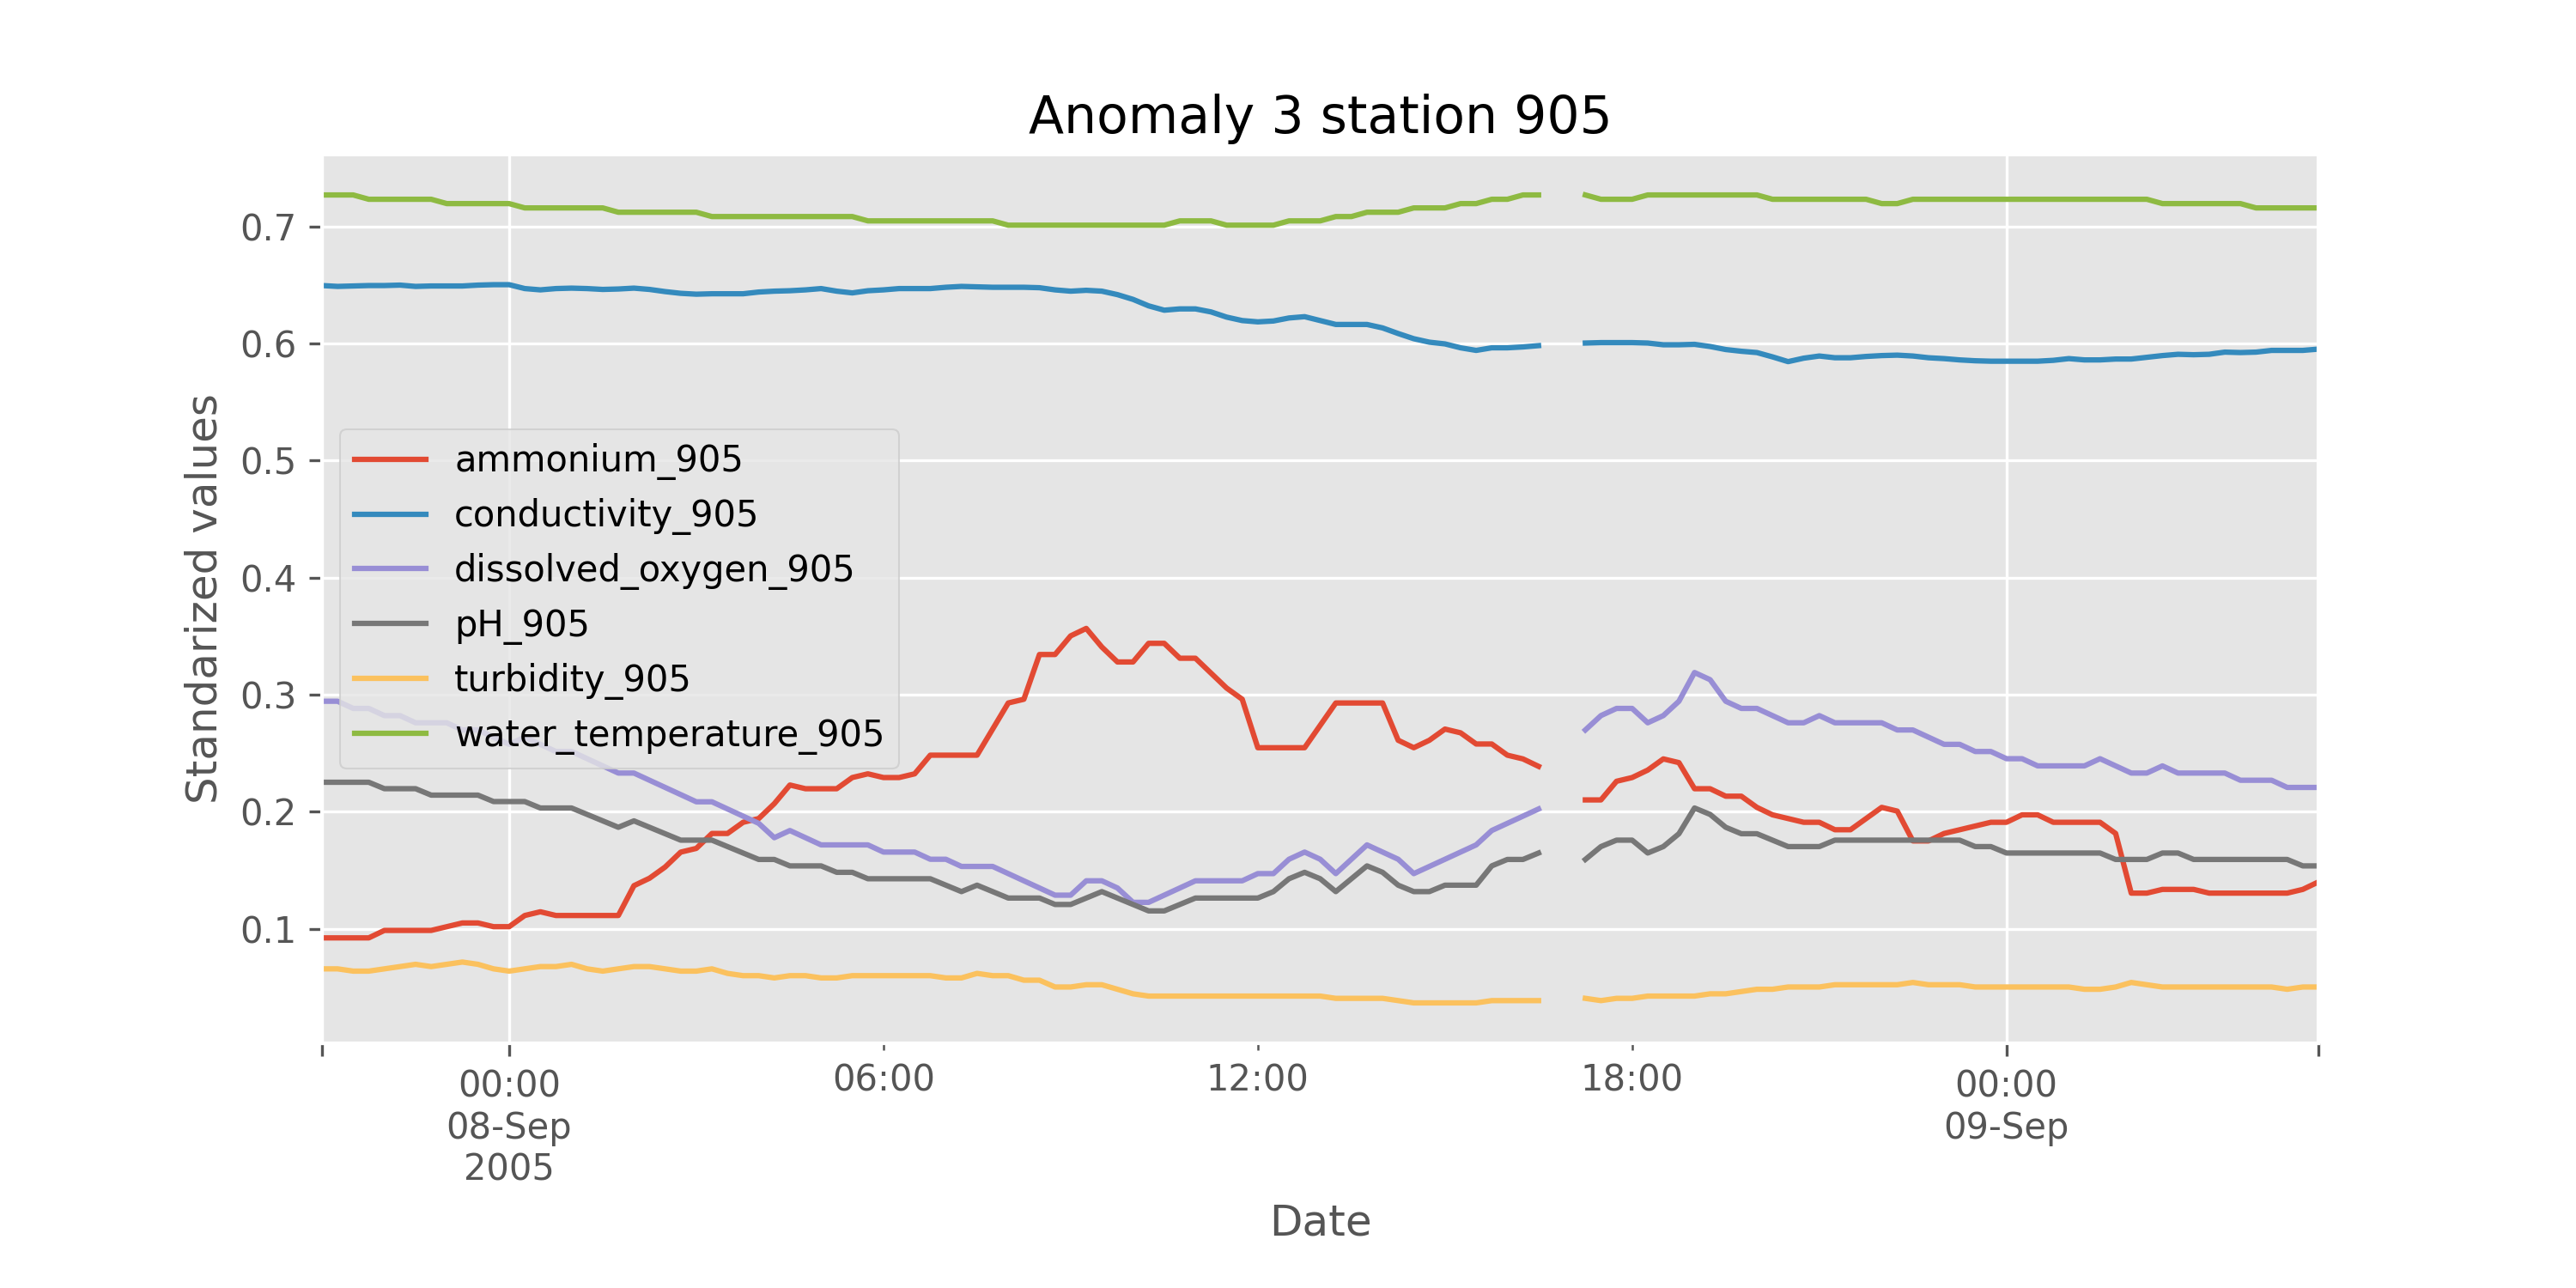 Anomaly 3 station 905
Standarized values
0.7
0.6
0.5
0.4
0.3
0.2
0.1
ammonium_905
conductivity_905
dissolved_oxygen_905
pH_905
turbidity_905
water_temperature_905
00:00 06:00 12:00 18:00 00:00
08-Sep 09-Sep
2005
Date